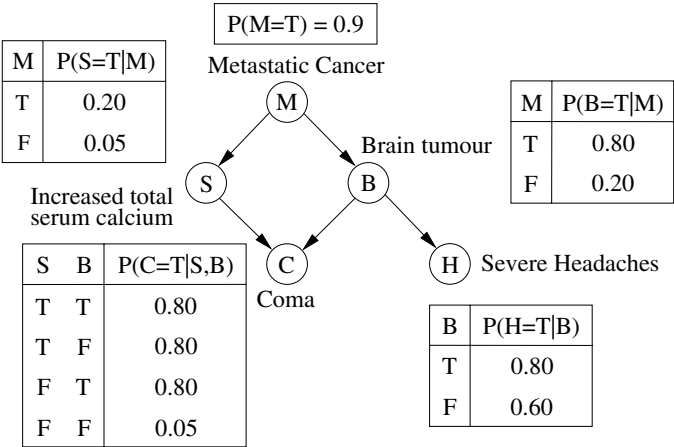 P(M=T) = 0.9
Metastatic Cancer
M P(S=T|M)
T 0.20
F 0.05
M
M P(B=T|M)
T 0.80
F 0.20
Brain tumour
S
B
Increased total
serum calcium
S B P(C=T|S,B)
T T 0.80
T F 0.80
F T 0.80
F F 0.05
C
Coma
H
Severe Headaches
B P(H=T|B)
T 0.80
F 0.60